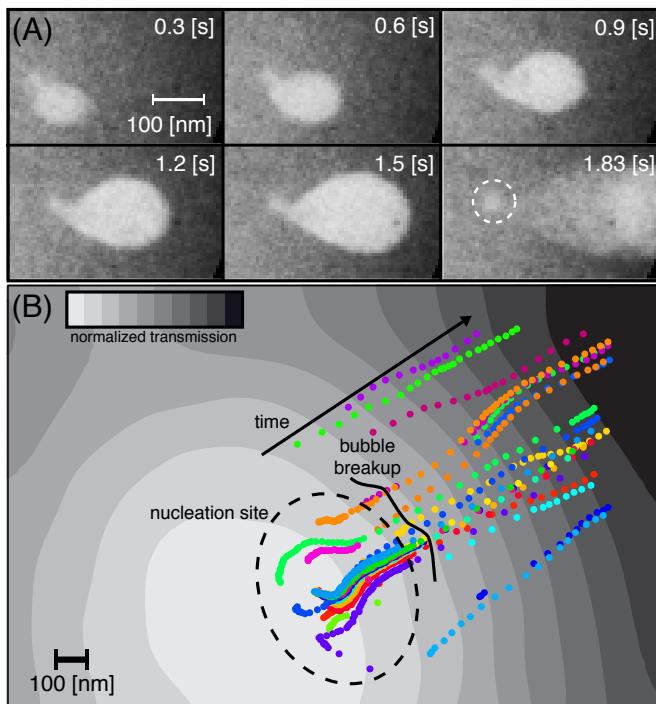 (A)
0.3 [s]
0.6 [s]
0.9 [s]
100 [nm]
1.2 [s]
1.5 [s]
1.83 [s]
(B)
normalized transmission
time
bubble
breakup
nucleation site
100 [nm]